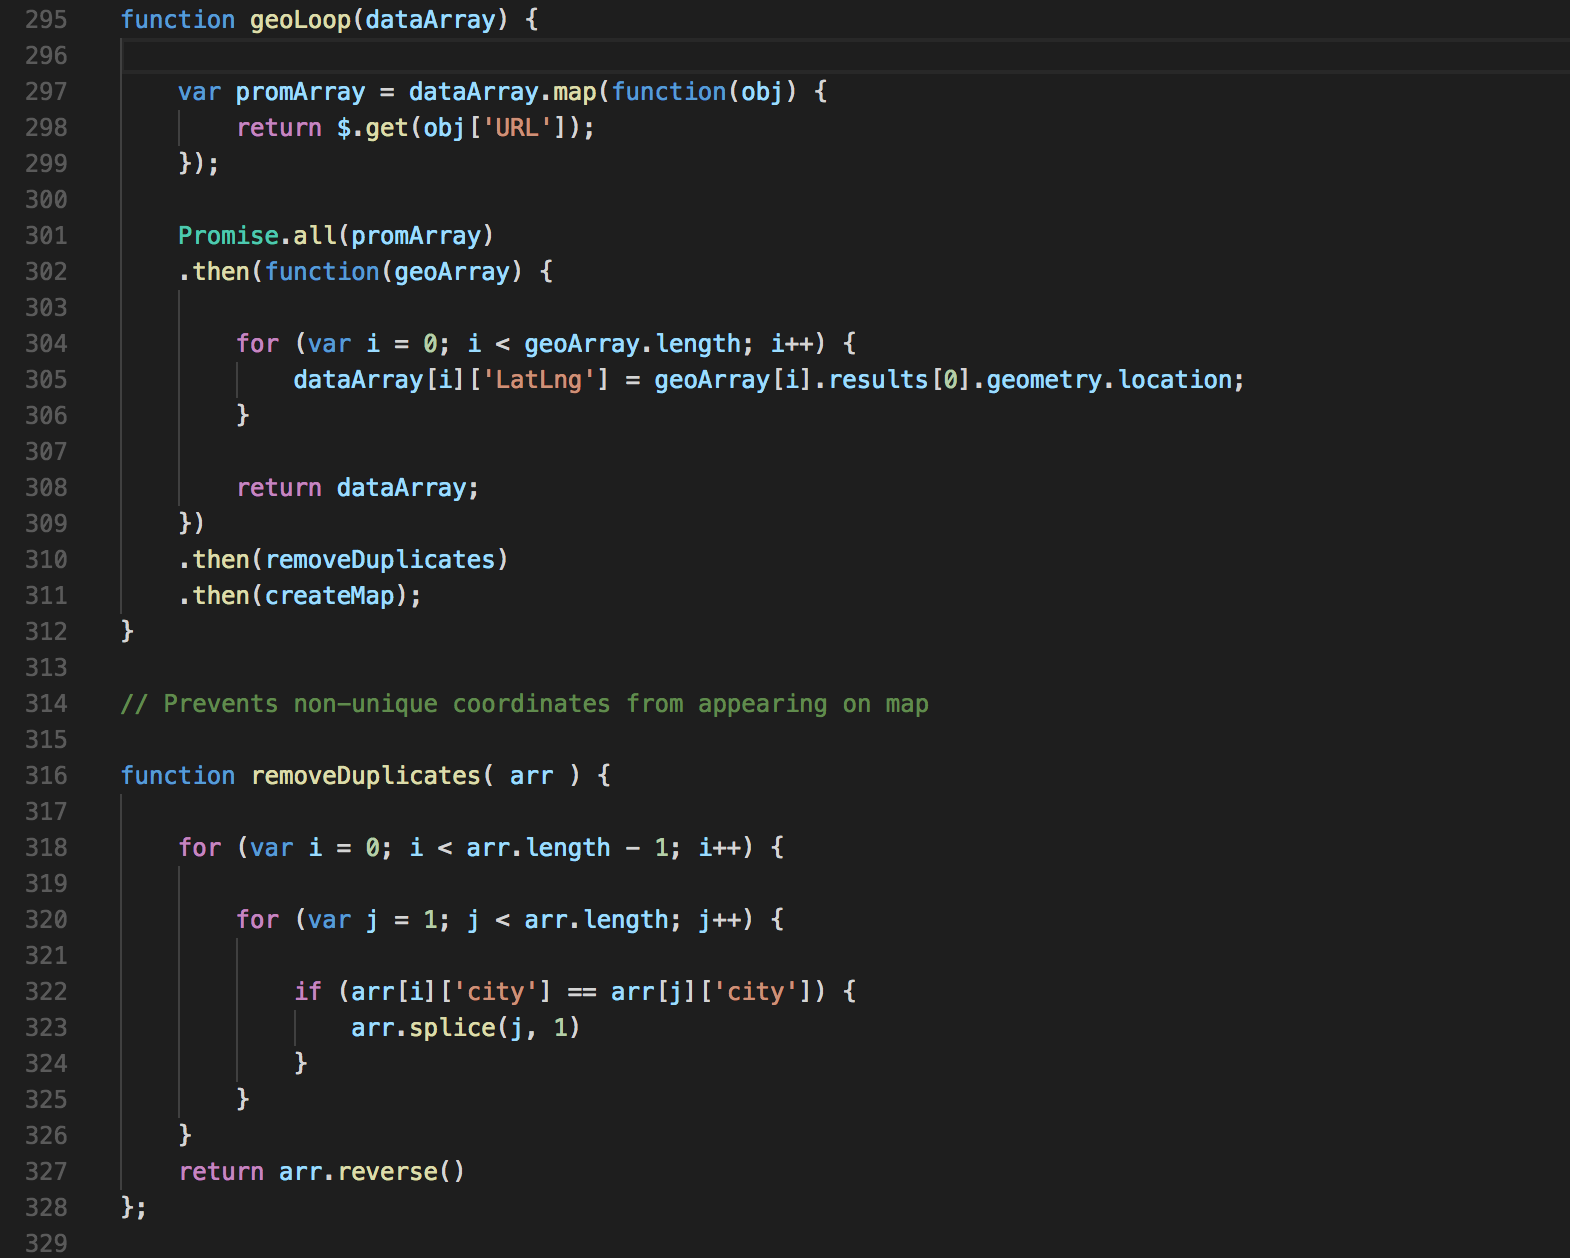 295 function geoLoop(dataArray) {
296
297     var promArray = dataArray.map(function(obj) {
298         return $.get(obj['URL']);
299     });
300
301     Promise.all(promArray)
302     .then(function(geoArray) {
303
304         for (var i = 0; i < geoArray.length; i++) {
305             dataArray[i]['LatLng'] = geoArray[i].results[0].geometry.location;
306         }
307
308         return dataArray;
309     })
310     .then(removeDuplicates)
311     .then(createMap);
312 }
313
314 // Prevents non-unique coordinates from appearing on map
315
316 function removeDuplicates( arr ) {
317
318     for (var i = 0; i < arr.length - 1; i++) {
319
320         for (var j = 1; j < arr.length; j++) {
321
322             if (arr[i]['city'] == arr[j]['city']) {
323                 arr.splice(j, 1)
324             }
325         }
326     }
327     return arr.reverse()
328 };
329